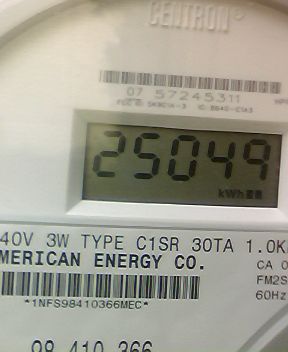 CENTRON
07 57245311
25049
kWh
40V 3W TYPE C1SR 30TA 1.0K
MERICAN ENERGY CO.
CA 0
FM2S
60Hz
*1NFS98410366MEC*
98 410 366